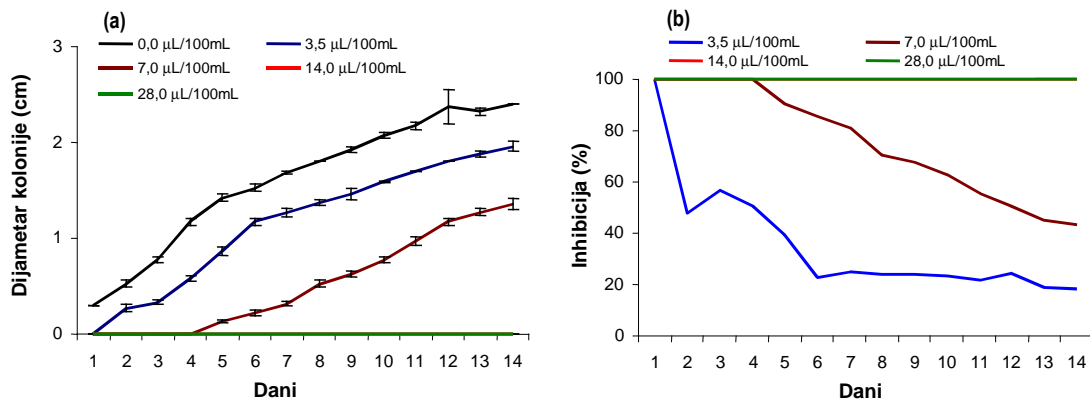 (a)
0,0 μL/100mL 3,5 μL/100mL
7,0 μL/100mL 14,0 μL/100mL
28,0 μL/100mL
Dijametar kolonije (cm)
3
2
1
0
1 2 3 4 5 6 7 8 9 10 11 12 13 14
Dani
(b)
3,5 μL/100mL 7,0 μL/100mL
14,0 μL/100mL 28,0 μL/100mL
Inhibicija (%)
100
80
60
40
20
0
1 2 3 4 5 6 7 8 9 10 11 12 13 14
Dani